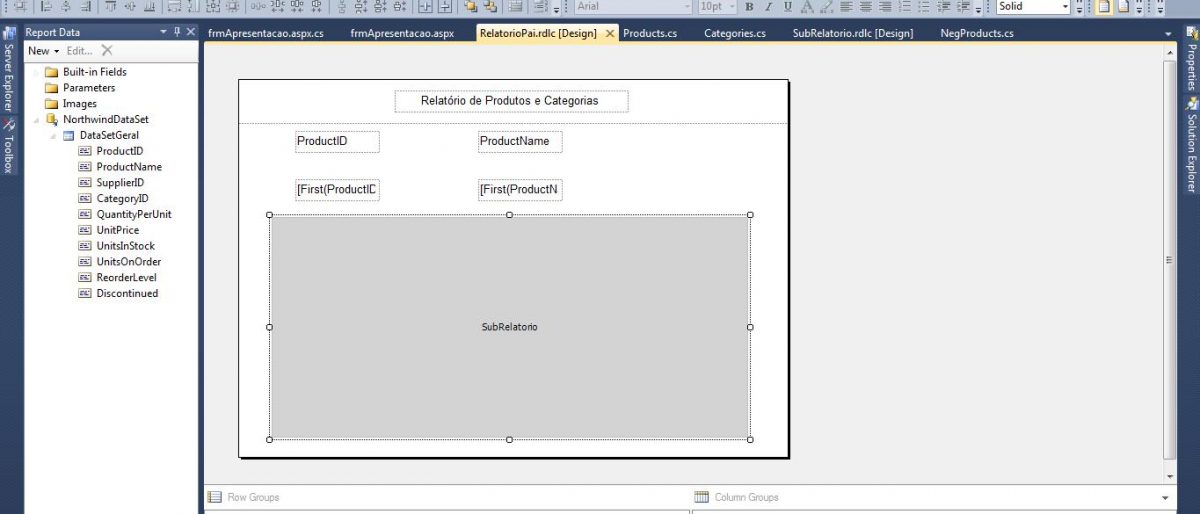 Arial 10pt B I U A Solid
Server Explorer
Toolbox
Report Data
New Edit...
Built-in Fields
Parameters
Images
NorthwindDataSet
DataSetGeral
ProductID
ProductName
SupplierID
CategoryID
QuantityPerUnit
UnitPrice
UnitsInStock
UnitsOnOrder
ReorderLevel
Discontinued
frmApresentacao.aspx.cs frmApresentacao.aspx RelatorioPai.rdlc [Design] Products.cs Categories.cs SubRelatorio.rdlc [Design] NegProducts.cs
Relatório de Produtos e Categorias
ProductID ProductName
[First(ProductID [First(ProductN
SubRelatorio
Row Groups Column Groups
Properties
Solution Explorer